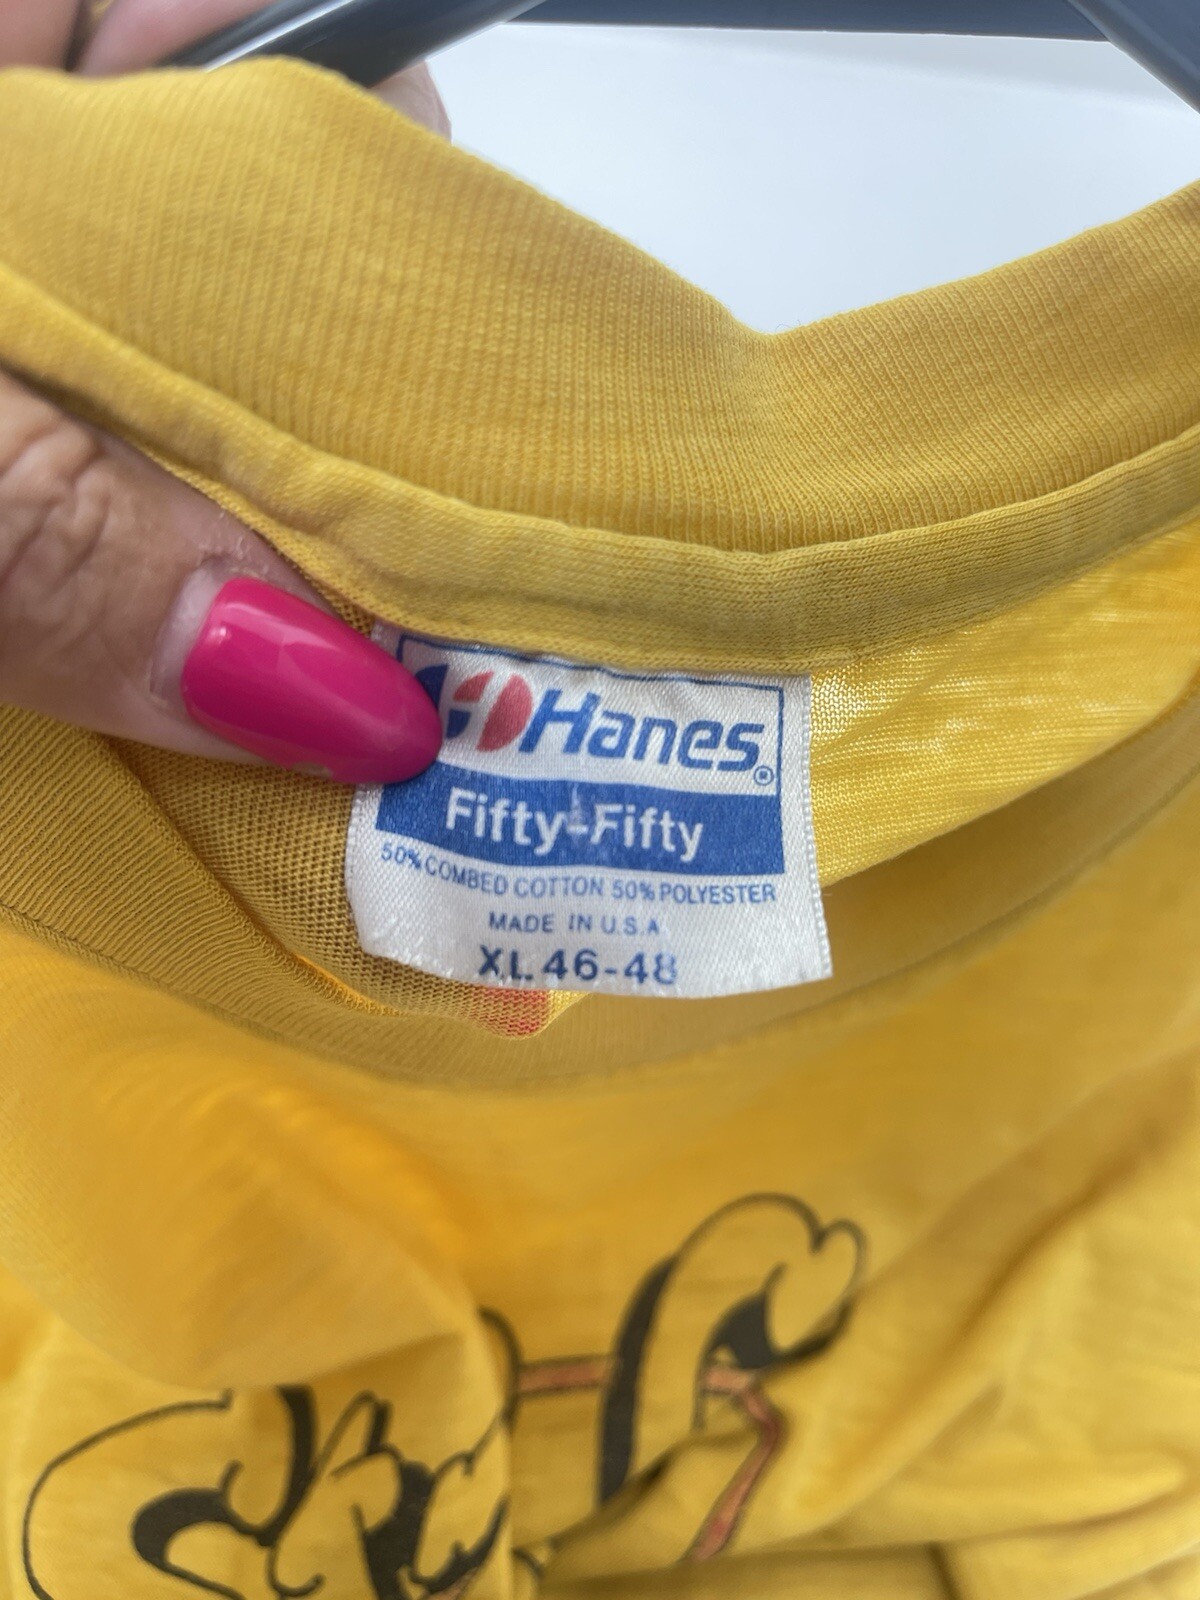 Hanes®
Fifty-Fifty
50% COMBED COTTON 50% POLYESTER
MADE IN U.S.A
XL 46-48